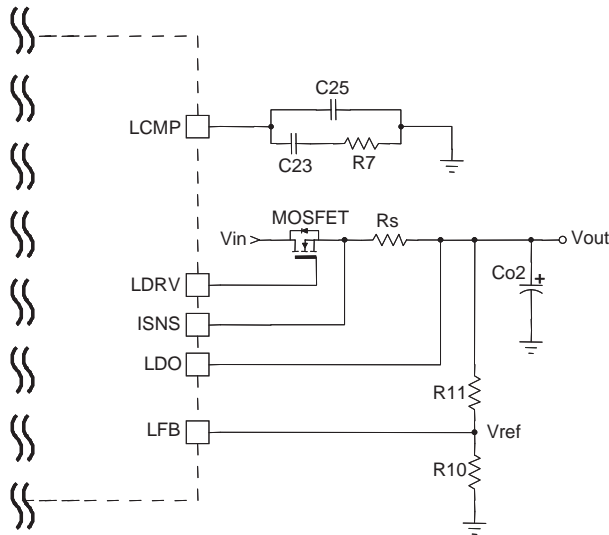 C25
LCMP
C23
R7
MOSFET
Rs
Vin
Vout
Co2
+
LDRV
ISNS
LDO
R11
LFB
Vref
R10